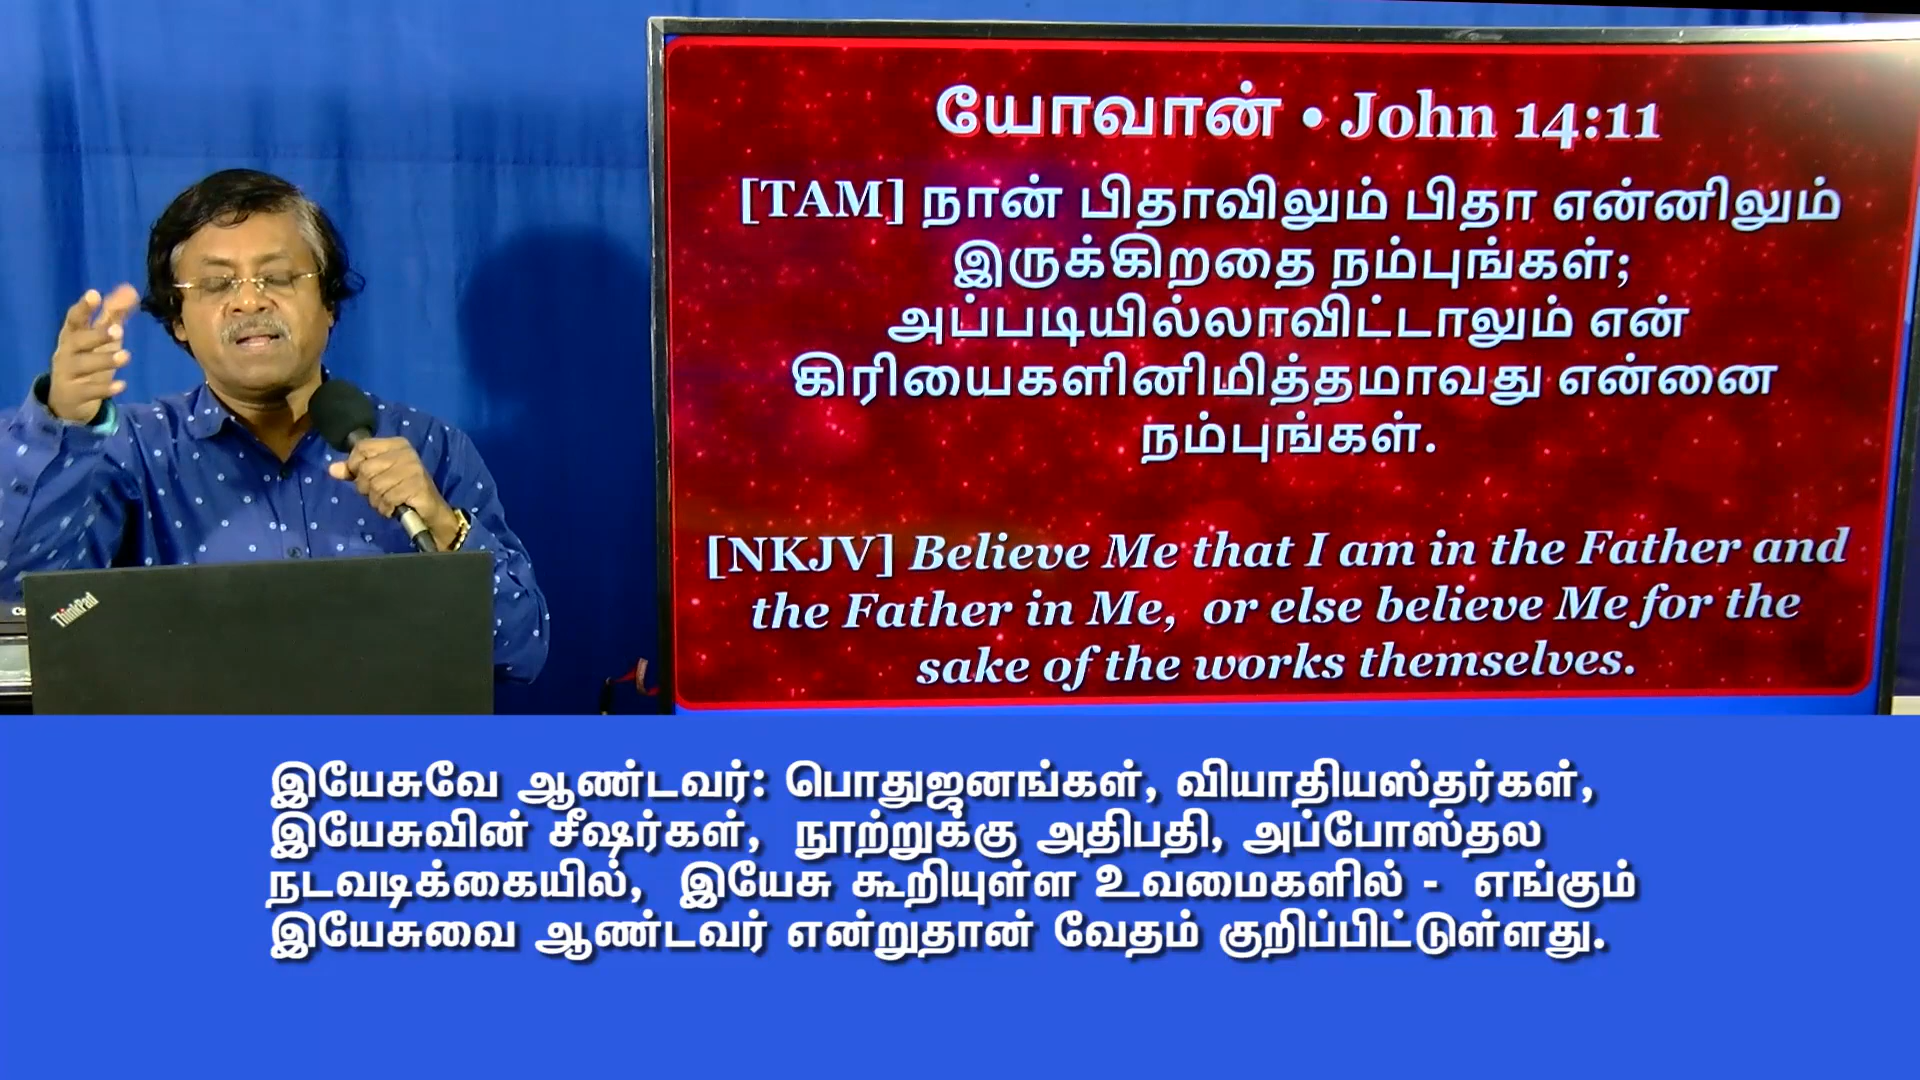 யோவான் • John 14:11
[TAM] நான் பிதாவிலும் பிதா என்னிலும்
இருக்கிறதை நம்புங்கள்;
அப்படியில்லாவிட்டாலும் என்
கிரியைகளினிமித்தமாவது என்னை
நம்புங்கள்.
[NKJV] Believe Me that I am in the Father and
the Father in Me, or else believe Me for the
sake of the works themselves.
ThinkPad
இயேசுவே ஆண்டவர்: பொதுஜனங்கள், வியாதியஸ்தர்கள்,
இயேசுவின் சீஷர்கள், நூற்றுக்கு அதிபதி, அப்போஸ்தல
நடவடிக்கையில், இயேசு கூறியுள்ள உவமைகளில் - எங்கும்
இயேசுவை ஆண்டவர் என்றுதான் வேதம் குறிப்பிட்டுள்ளது.